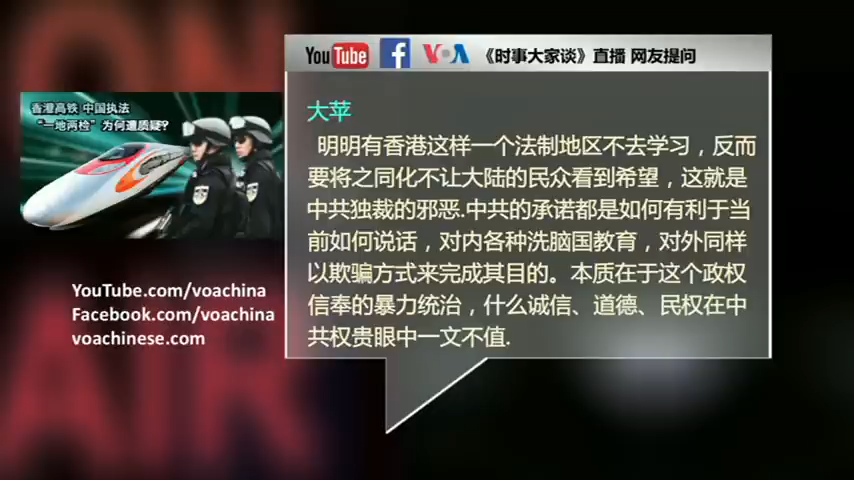 YouTube f VOA 《时事大家谈》直播 网友提问
香港高铁 中国执法
“一地两检”为何遭质疑?
大苹
明明有香港这样一个法制地区不去学习，反而
要将之同化不让大陆的民众看到希望，这就是
中共独裁的邪恶.中共的承诺都是如何有利于当
前如何说话，对内各种洗脑国教育，对外同样
以欺骗方式来完成其目的。本质在于这个政权
信奉的暴力统治，什么诚信、道德、民权在中
共权贵眼中一文不值.
YouTube.com/voachina
Facebook.com/voachina
voachinese.com
ON
AIR